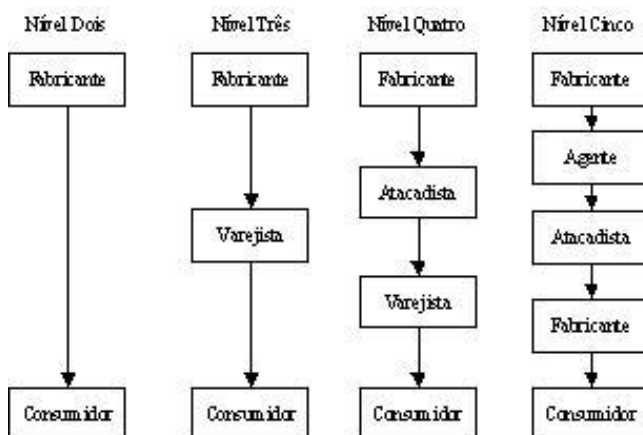 Nível Dois
Nível Três
Nível Quatro
Nível Cinco
Fabricante
Fabricante
Fabricante
Fabricante
Agente
Atacadista
Atacadista
Varejista
Varejista
Fabricante
Consumidor
Consumidor
Consumidor
Consumidor